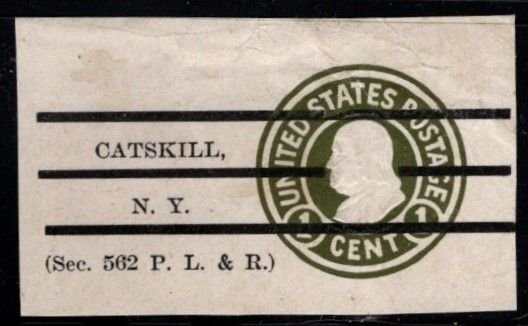 CATSKILL,
N. Y.
(Sec. 562 P. L. & R.)
UNITED STATES POSTAGE
1 CENT 1